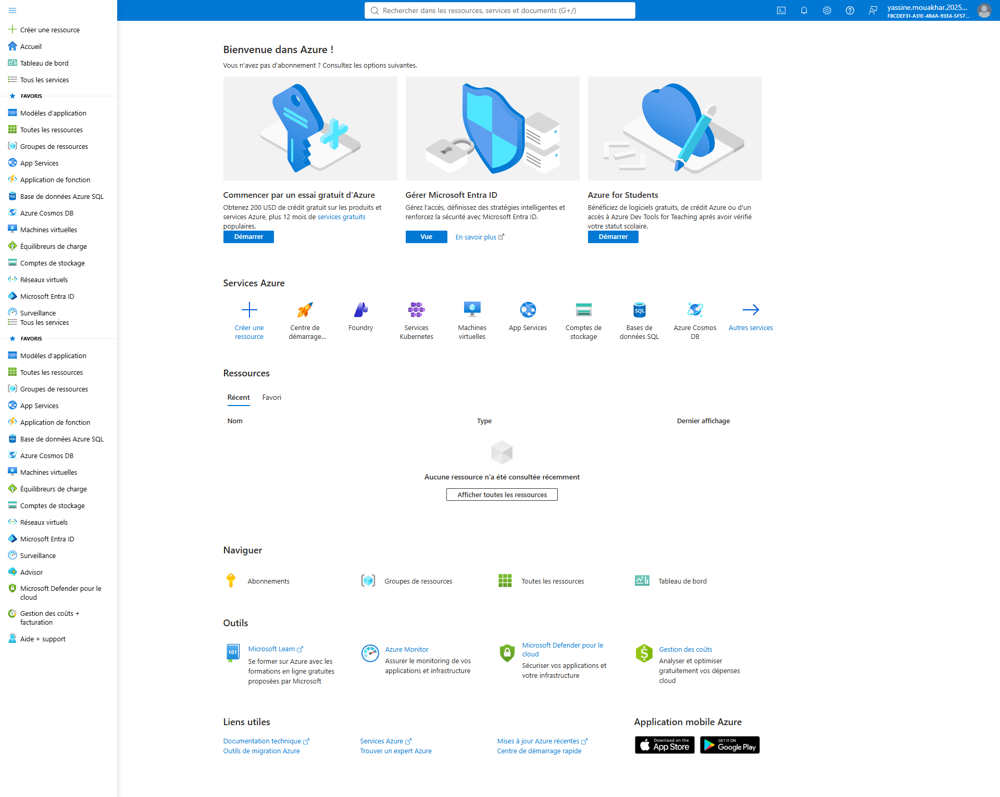 Rechercher dans les ressources, services et documents (G+/)
yassine.mouakhar.2025...
F8CDEF31-A31E-4B4A-93E4-5F57...
Créer une ressource
Accueil
Tableau de bord
Tous les services
FAVORIS
Modèles d'application
Toutes les ressources
Groupes de ressources
App Services
Application de fonction
Base de données Azure SQL
Azure Cosmos DB
Machines virtuelles
Équilibreurs de charge
Comptes de stockage
Réseaux virtuels
Microsoft Entra ID
Surveillance
Tous les services
FAVORIS
Modèles d'application
Toutes les ressources
Groupes de ressources
App Services
Application de fonction
Base de données Azure SQL
Azure Cosmos DB
Machines virtuelles
Équilibreurs de charge
Comptes de stockage
Réseaux virtuels
Microsoft Entra ID
Surveillance
Advisor
Microsoft Defender pour le
cloud
Gestion des coûts +
facturation
Aide + support
Bienvenue dans Azure !
Vous n'avez pas d'abonnement ? Consultez les options suivantes.
Commencer par un essai gratuit d'Azure
Obtenez 200 USD de crédit gratuit sur les produits et
services Azure, plus 12 mois de services gratuits
populaires.
Démarrer
Gérer Microsoft Entra ID
Gérez l'accès, définissez des stratégies intelligentes et
renforcez la sécurité avec Microsoft Entra ID.
Vue
En savoir plus
Azure for Students
Bénéficiez de logiciels gratuits, de crédit Azure ou d'un
accès à Azure Dev Tools for Teaching après avoir vérifié
votre statut scolaire.
Démarrer
Services Azure
Créer une
ressource
Centre de
démarrage...
Foundry
Services
Kubernetes
Machines
virtuelles
App Services
Comptes de
stockage
SQL
Bases de
données SQL
Azure Cosmos
DB
Autres services
Ressources
Récent
Favori
Nom
Type
Dernier affichage
Aucune ressource n'a été consultée récemment
Afficher toutes les ressources
Naviguer
Abonnements
Groupes de ressources
Toutes les ressources
Tableau de bord
Outils
101
Microsoft Learn
Se former sur Azure avec les
formations en ligne gratuites
proposées par Microsoft
Azure Monitor
Assurer le monitoring de vos
applications et infrastructure
Microsoft Defender pour le
cloud
Sécuriser vos applications et
votre infrastructure
Gestion des coûts
Analyser et optimiser
gratuitement vos dépenses
cloud
Liens utiles
Documentation technique
Outils de migration Azure
Services Azure
Trouver un expert Azure
Mises à jour Azure récentes
Centre de démarrage rapide
Application mobile Azure
Download on the
App Store
GET IT ON
Google Play